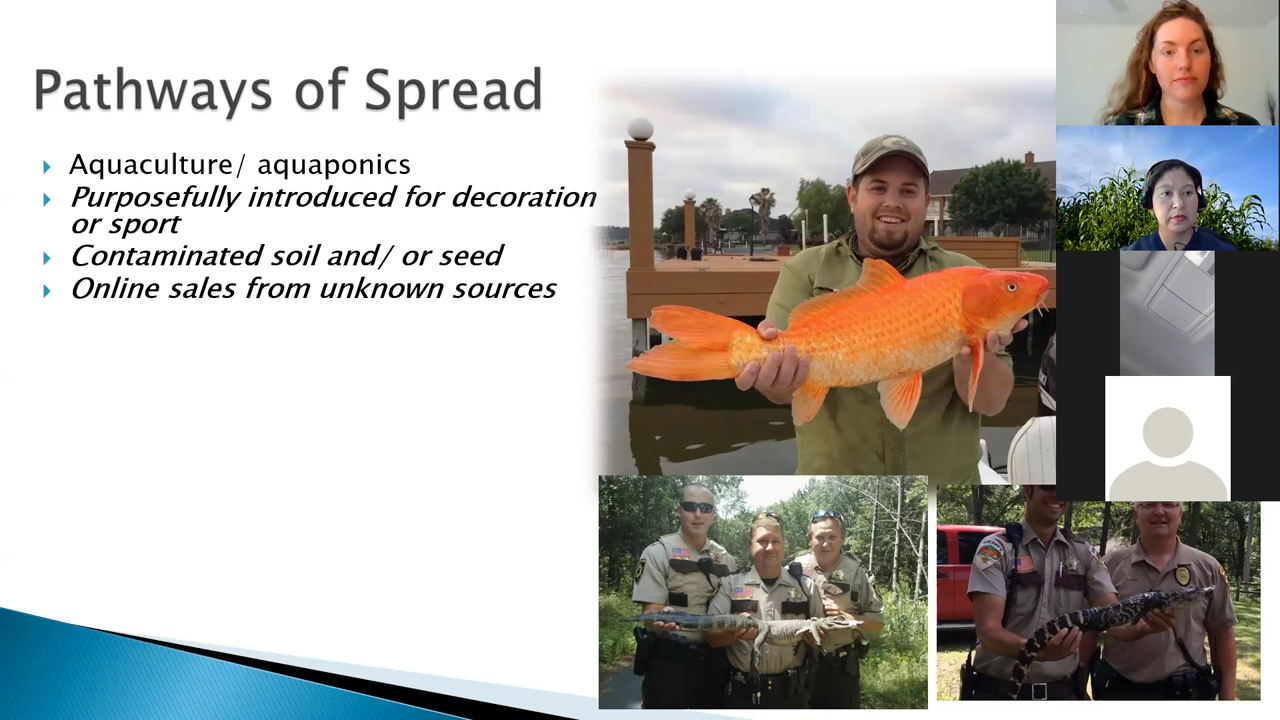 Pathways of Spread
Aquaculture/ aquaponics
Purposefully introduced for decoration
or sport
Contaminated soil and/ or seed
Online sales from unknown sources